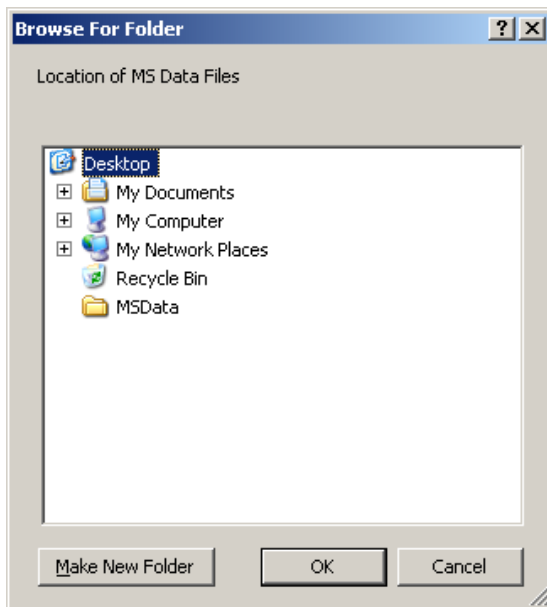 Browse For Folder
Location of MS Data Files
Desktop
My Documents
My Computer
My Network Places
Recycle Bin
MSData
Make New Folder OK Cancel